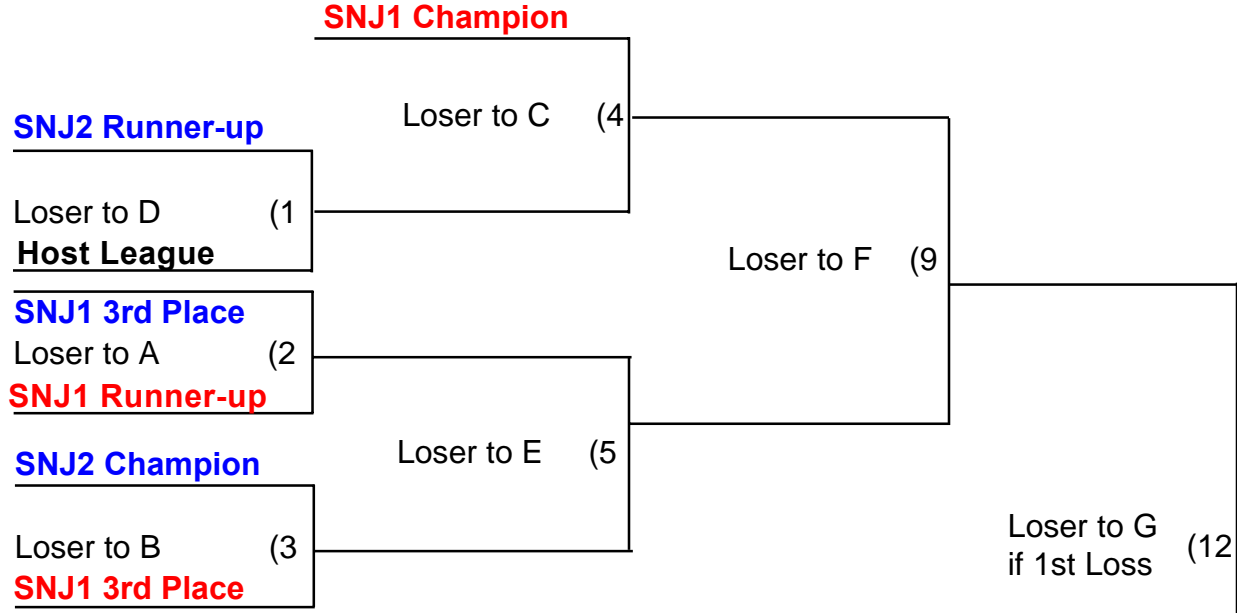 SNJ1 Champion
Loser to C (4
SNJ2 Runner-up
Loser to D (1
Host League
Loser to F (9
SNJ1 3rd Place
Loser to A (2
SNJ1 Runner-up
Loser to E (5
SNJ2 Champion
Loser to G
if 1st Loss (12
Loser to B (3
SNJ1 3rd Place